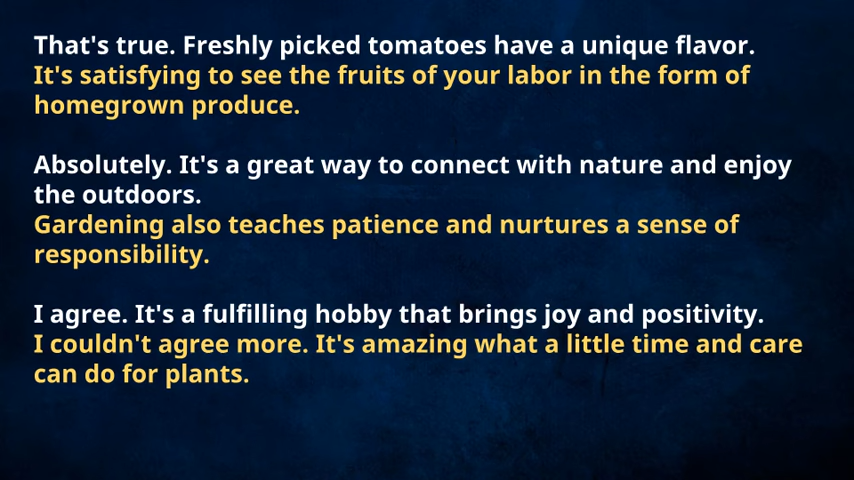 That's true. Freshly picked tomatoes have a unique flavor.
It's satisfying to see the fruits of your labor in the form of
homegrown produce.
Absolutely. It's a great way to connect with nature and enjoy
the outdoors.
Gardening also teaches patience and nurtures a sense of
responsibility.
I agree. It's a fulfilling hobby that brings joy and positivity.
I couldn't agree more. It's amazing what a little time and care
can do for plants.